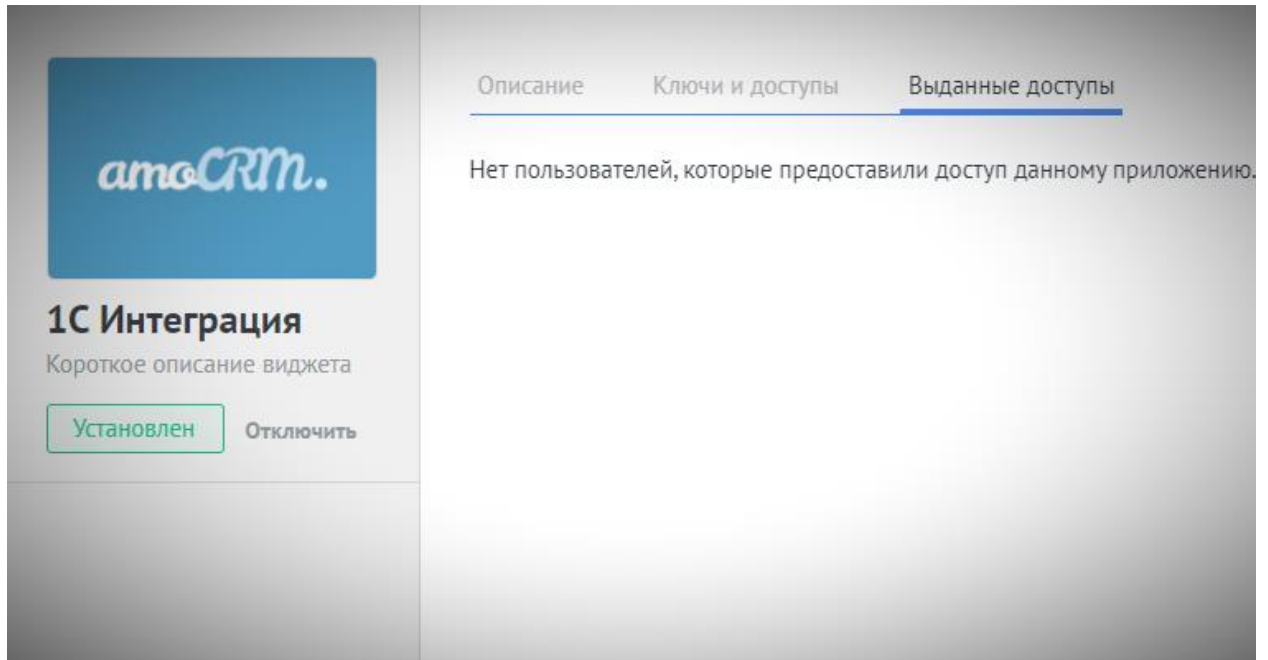 amoCRM.
1С Интеграция
Короткое описание виджета
Установлен Отключить
Описание Ключи и доступы Выданные доступы
Нет пользователей, которые предоставили доступ данному приложению.